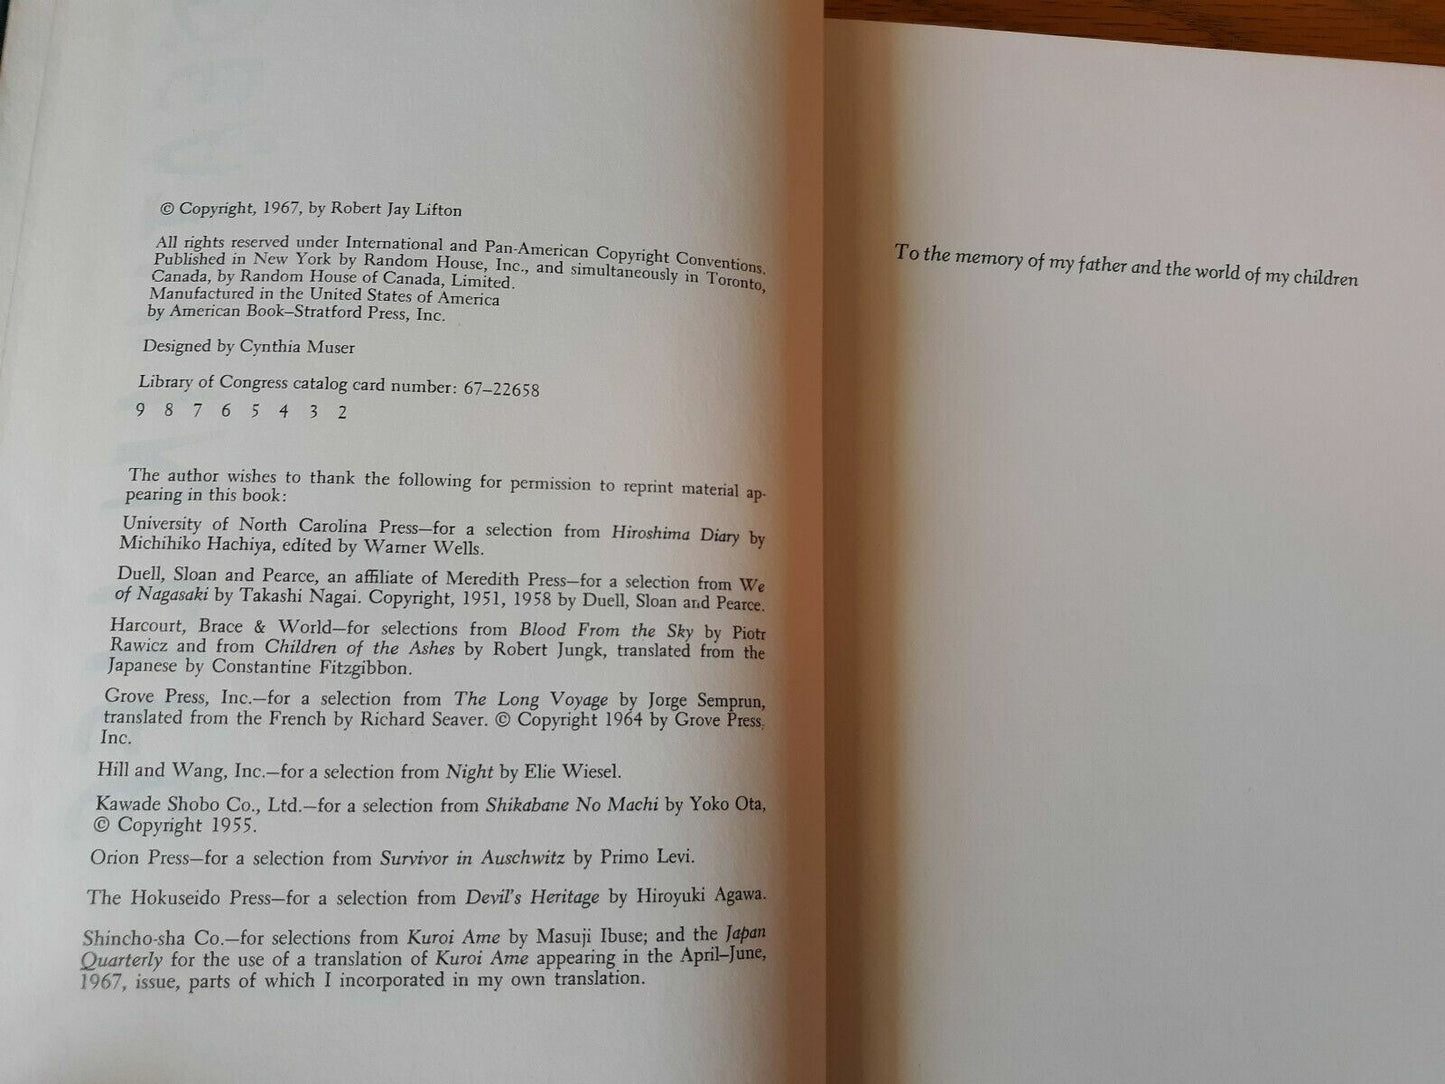 © Copyright, 1967, by Robert Jay Lifton
All rights reserved under International and Pan-American Copyright Conventions.
Published in New York by Random House, Inc., and simultaneously in Toronto,
Canada, by Random House of Canada, Limited.
Manufactured in the United States of America
by American Book–Stratford Press, Inc.
Designed by Cynthia Muser
Library of Congress catalog card number: 67–22658
9 8 7 6 5 4 3 2
The author wishes to thank the following for permission to reprint material ap-
pearing in this book:
University of North Carolina Press—for a selection from Hiroshima Diary by
Michihiko Hachiya, edited by Warner Wells.
Duell, Sloan and Pearce, an affiliate of Meredith Press—for a selection from We
of Nagasaki by Takashi Nagai. Copyright, 1951, 1958 by Duell, Sloan and Pearce.
Harcourt, Brace & World—for selections from Blood From the Sky by Piotr
Rawicz and from Children of the Ashes by Robert Jungk, translated from the
Japanese by Constantine Fitzgibbon.
Grove Press, Inc.—for a selection from The Long Voyage by Jorge Semprun,
translated from the French by Richard Seaver. © Copyright 1964 by Grove Press,
Inc.
Hill and Wang, Inc.—for a selection from Night by Elie Wiesel.
Kawade Shobo Co., Ltd.—for a selection from Shikabane No Machi by Yoko Ota,
© Copyright 1955.
Orion Press—for a selection from Survivor in Auschwitz by Primo Levi.
The Hokuseido Press—for a selection from Devil's Heritage by Hiroyuki Agawa.
Shincho-sha Co.—for selections from Kuroi Ame by Masuji Ibuse; and the Japan
Quarterly for the use of a translation of Kuroi Ame appearing in the April–June,
1967, issue, parts of which I incorporated in my own translation.
To the memory of my father and the world of my children